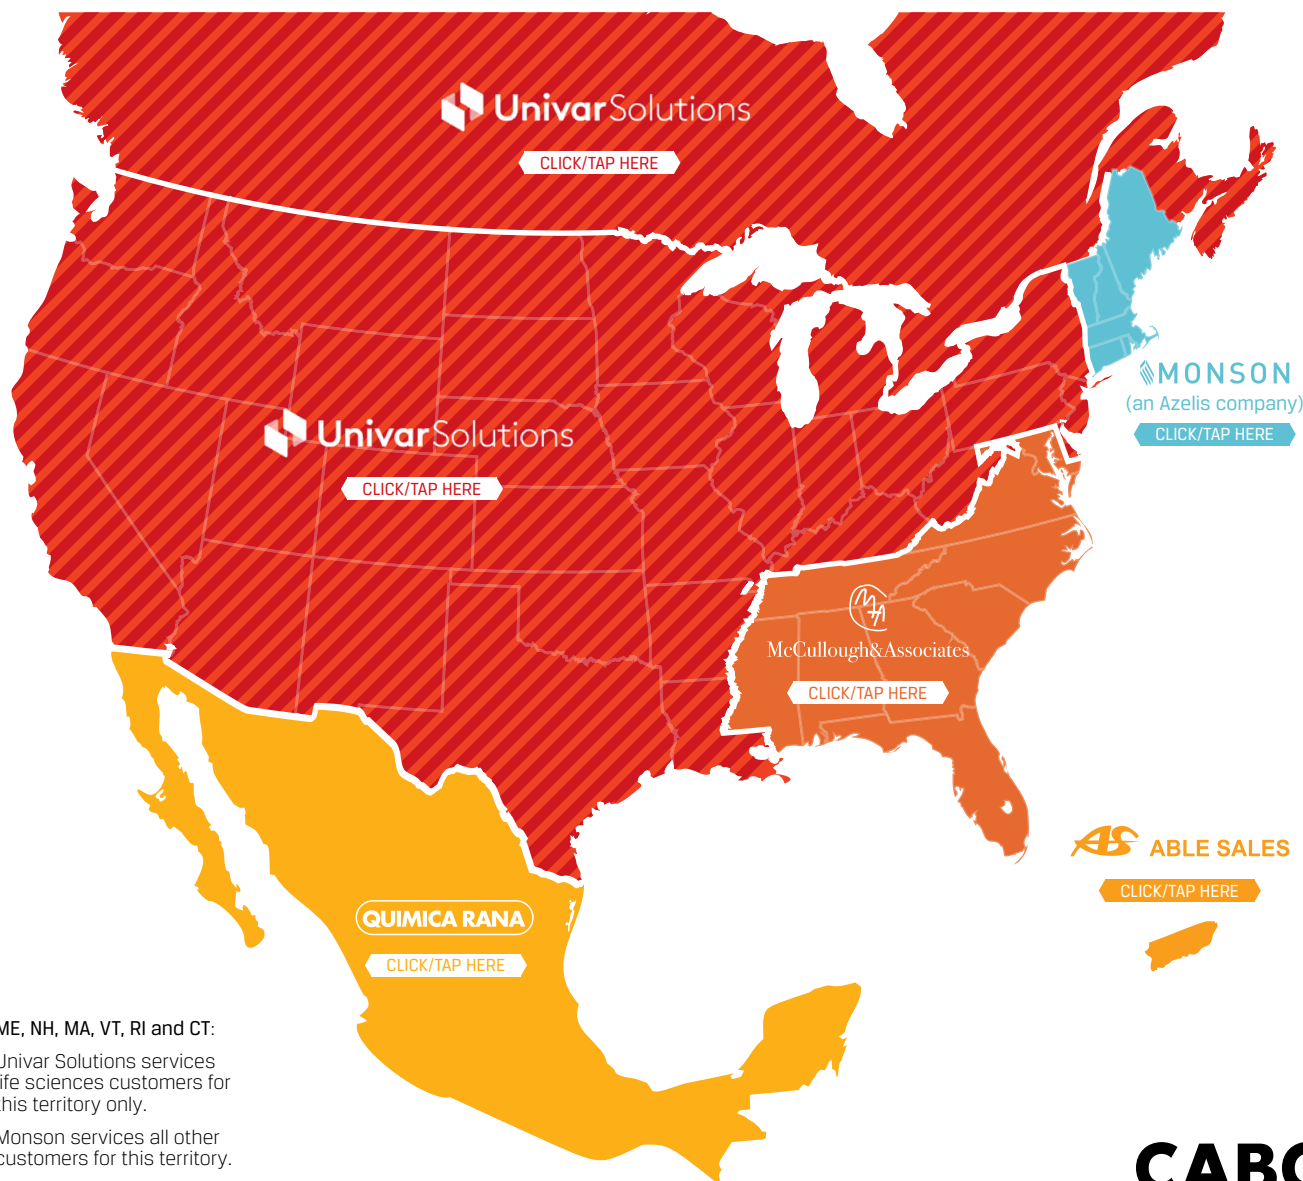 UnivarSolutions
CLICK/TAP HERE
MONSON
(an Azelis company)
CLICK/TAP HERE
UnivarSolutions
CLICK/TAP HERE
McCullough&Associates
CLICK/TAP HERE
AS ABLE SALES
CLICK/TAP HERE
QUIMICA RANA
CLICK/TAP HERE
ME, NH, MA, VT, RI and CT:
Univar Solutions services
life sciences customers for
this territory only.
Monson services all other
customers for this territory.